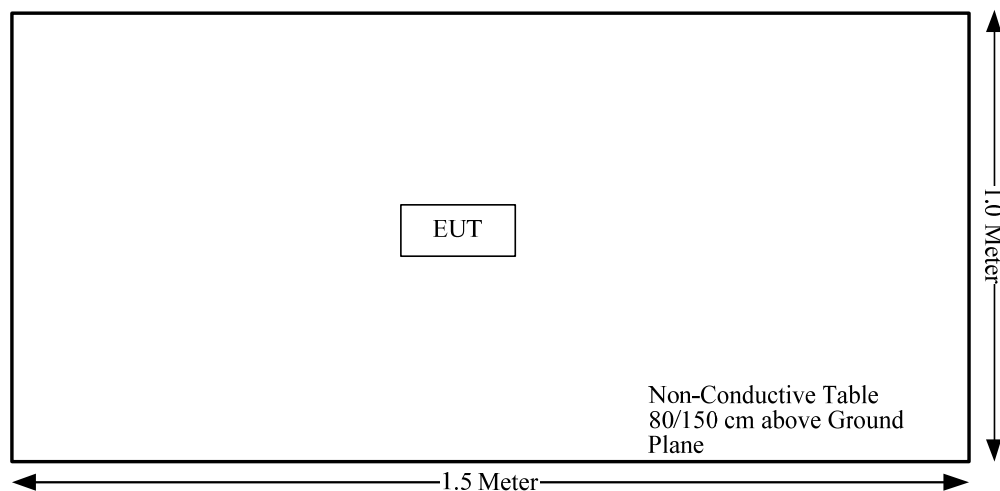 EUT
1.0 Meter
Non-Conductive Table
80/150 cm above Ground
Plane
1.5 Meter